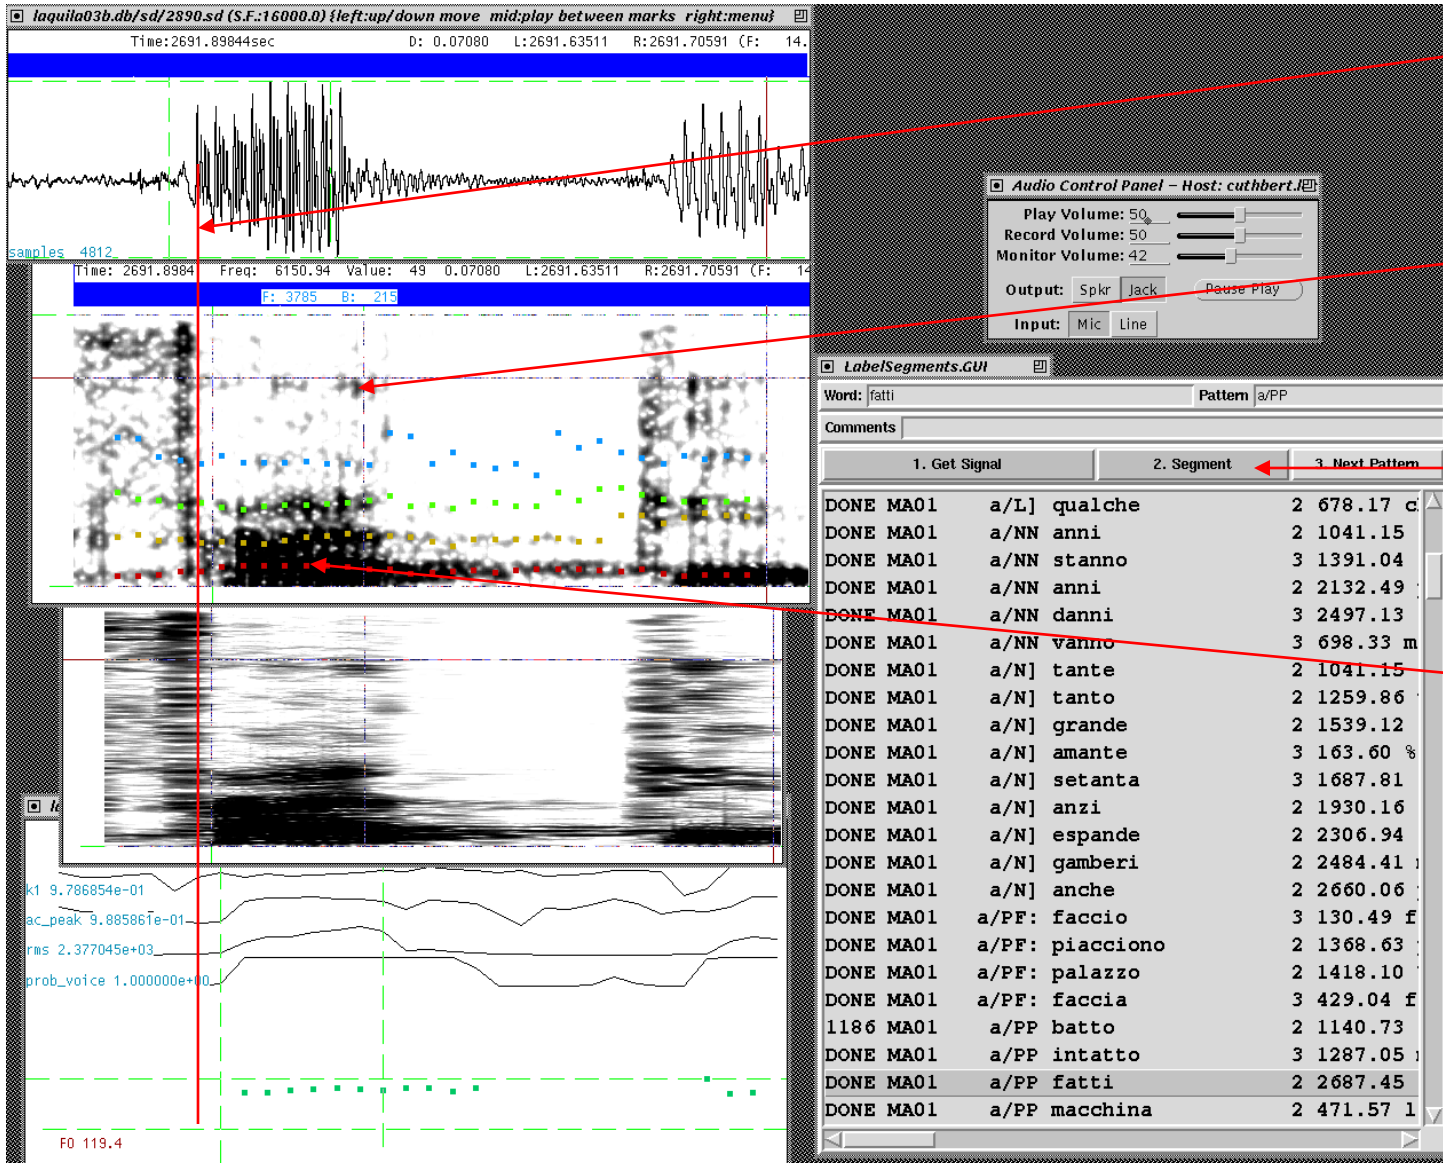 laquila03b.db/sd/2890.sd (S.F.:16000.0) {left:up/down move mid:play between marks right:menu}
Time:2691.89844sec D: 0.07080 L:2691.63511 R:2691.70591 (F: 14.
samples 4812
Time: 2691.8984 Freq: 6150.94 Value: 49 0.07080 L:2691.63511 R:2691.70591 (F: 14
F: 3785 B: 215
k1 9.786854e-01
ac_peak 9.885861e-01
rms 2.377045e+03
prob_voice 1.000000e+00
F0 119.4
Audio Control Panel – Host: cuthbert.l
Play Volume: 50
Record Volume: 50
Monitor Volume: 42
Output: Spkr Jack Pause Play
Input: Mic Line
LabelSegments.GUI
Word: fatti Pattern a/PP
Comments
1. Get Signal 2. Segment 3. Next Pattern
DONE MA01 a/L] qualche 2 678.17 c
DONE MA01 a/NN anni 2 1041.15
DONE MA01 a/NN stanno 3 1391.04
DONE MA01 a/NN anni 2 2132.49
DONE MA01 a/NN danni 3 2497.13
DONE MA01 a/NN vanno 3 698.33 m
DONE MA01 a/N] tante 2 1041.15
DONE MA01 a/N] tanto 2 1259.86
DONE MA01 a/N] grande 2 1539.12
DONE MA01 a/N] amante 3 163.60 %
DONE MA01 a/N] setanta 3 1687.81
DONE MA01 a/N] anzi 2 1930.16
DONE MA01 a/N] espande 2 2306.94
DONE MA01 a/N] gamberi 2 2484.41
DONE MA01 a/N] anche 2 2660.06
DONE MA01 a/PF: faccio 3 130.49 f
DONE MA01 a/PF: piacciono 2 1368.63
DONE MA01 a/PF: palazzo 2 1418.10
DONE MA01 a/PF: faccia 3 429.04 f
1186 MA01 a/PP batto 2 1140.73
DONE MA01 a/PP intatto 3 1287.05
DONE MA01 a/PP fatti 2 2687.45
DONE MA01 a/PP macchina 2 471.57 l